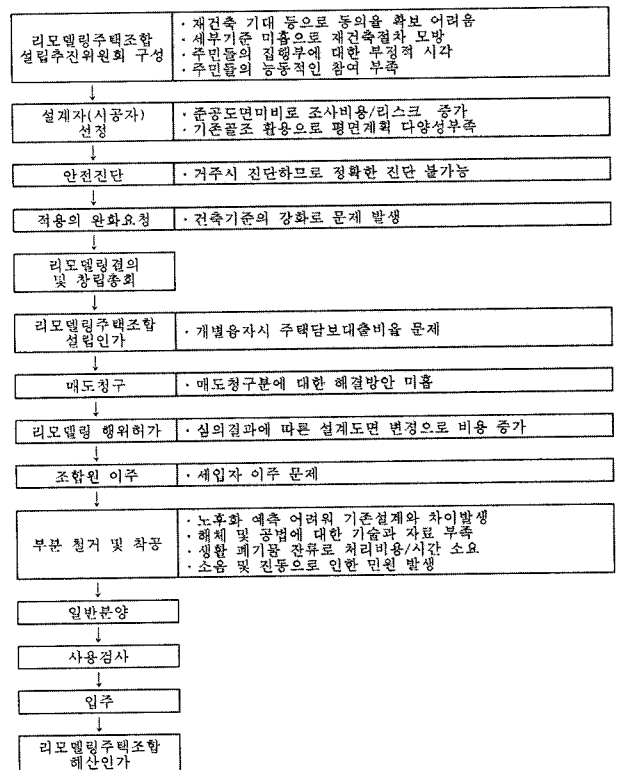 리모델링주택조합
설립추진위원회 구성
· 재건축 기대 등으로 동의율 확보 어려움
· 세부기준 미흡으로 재건축절차 모방
· 주민들의 집행부에 대한 부정적 시각
· 주민들의 능동적인 참여 부족
↓
설계자(시공자)
선정
· 준공도면미비로 조사비용/리스크 증가
· 기존골조 활용으로 평면계획 다양성부족
↓
안전진단
· 거주시 진단하므로 정확한 진단 불가능
↓
적용의 완화요청
· 건축기준의 강화로 문제 발생
↓
리모델링결의
및 창립총회
↓
리모델링주택조합
설립인가
· 개별융자시 주택담보대출비율 문제
↓
매도청구
· 매도청구분에 대한 해결방안 미흡
↓
리모델링 행위허가
· 심의결과에 따른 설계도면 변경으로 비용 증가
↓
조합원 이주
· 세입자 이주 문제
↓
부분 철거 및 착공
· 노후화 예측 어려워 기존설계와 차이발생
· 해체 및 공법에 대한 기술과 자료 부족
· 생활 폐기물 잔류로 처리비용/시간 소요
· 소음 및 진동으로 인한 민원 발생
↓
일반분양
↓
사용검사
↓
입주
↓
리모델링주택조합
해산인가